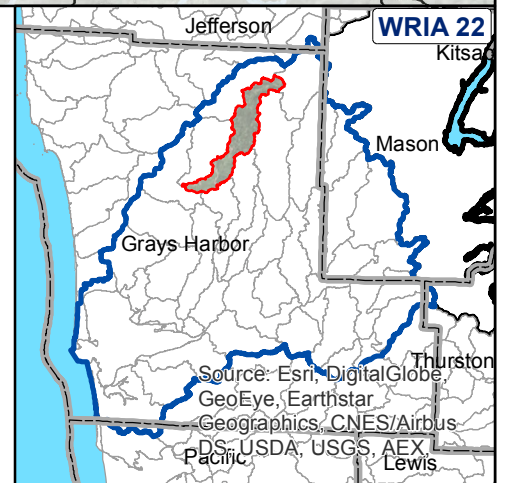 Jefferson
WRIA 22
Kitsap
Mason
Grays Harbor
Thurston
Source: Esri, DigitalGlobe,
GeoEye, Earthstar
Geographics, CNES/Airbus
DS, USDA, USGS, AEX,
Pacific
Lewis